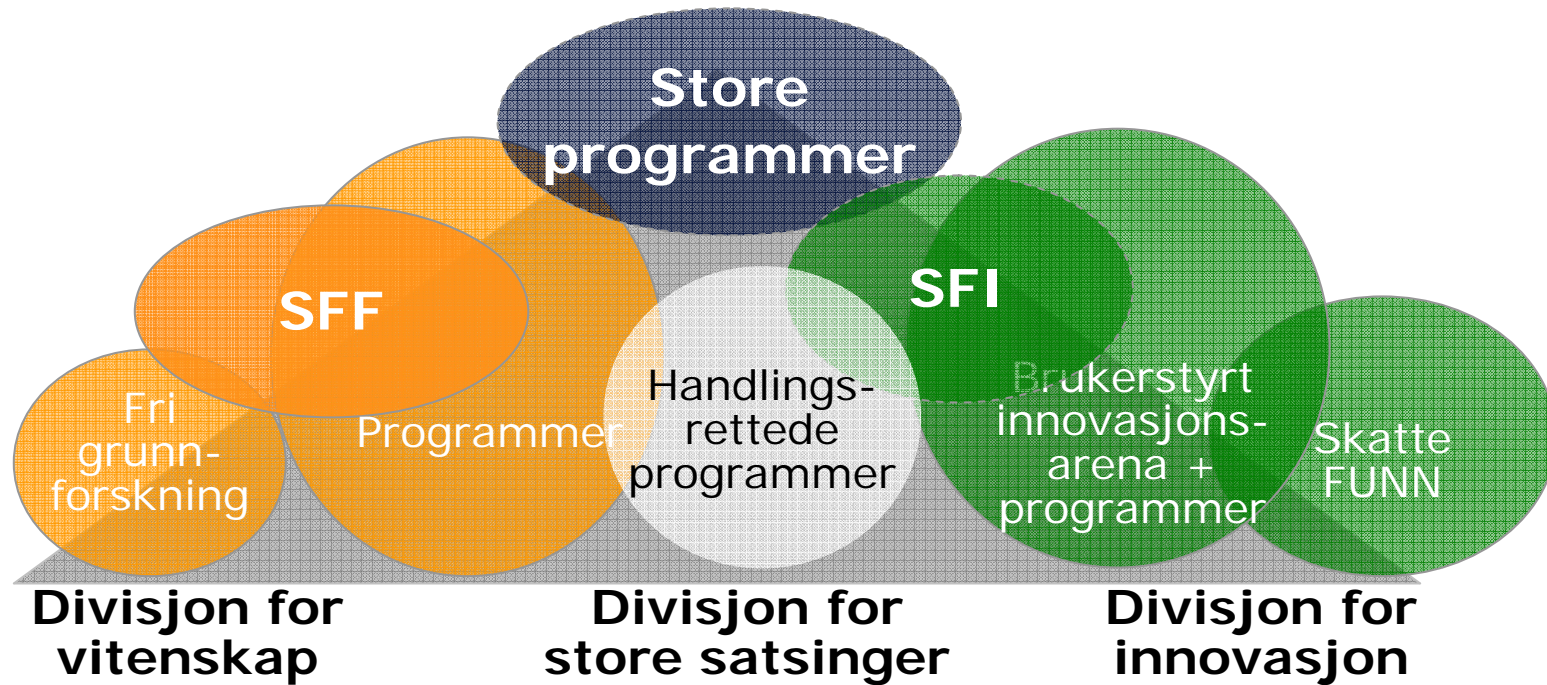 Store
programmer
SFF
SFI
Fri
grunn-
forskning
Programmer
Handlings-
rettede
programmer
Brukerstyrt
innovasjons-
arena +
programmer
Skatte
FUNN
Divisjon for
vitenskap
Divisjon for
store satsinger
Divisjon for
innovasjon